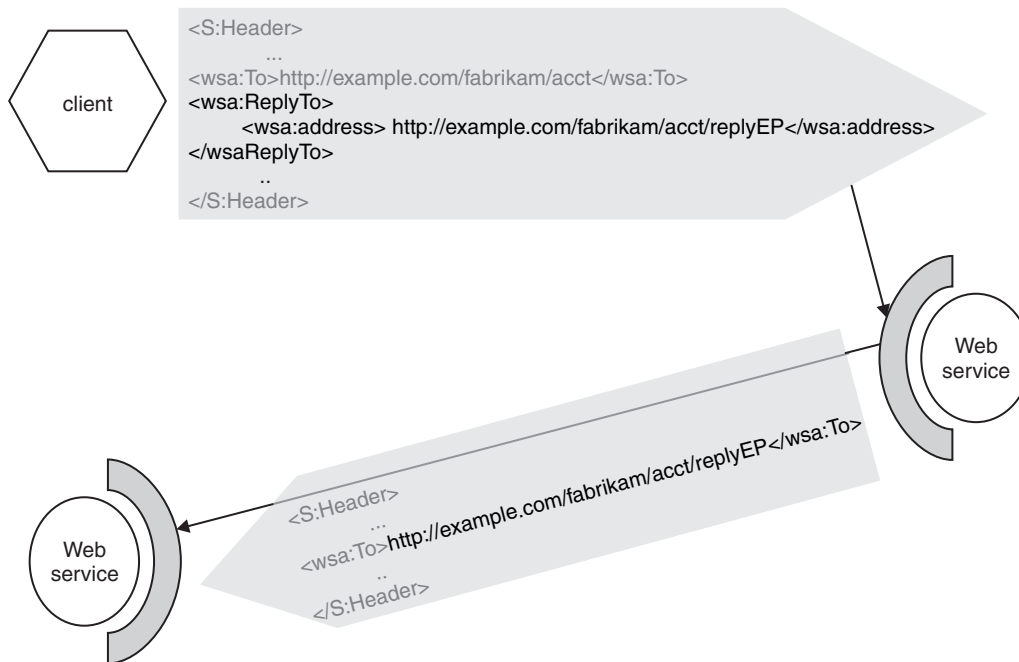 client
<S:Header>
...
<wsa:To>http://example.com/fabrikam/acct</wsa:To>
<wsa:ReplyTo>
<wsa:address> http://example.com/fabrikam/acct/replyEP</wsa:address>
</wsaReplyTo>
..
</S:Header>
Web
service
<S:Header>
...
<wsa:To>http://example.com/fabrikam/acct/replyEP</wsa:To>
..
</S:Header>
Web
service